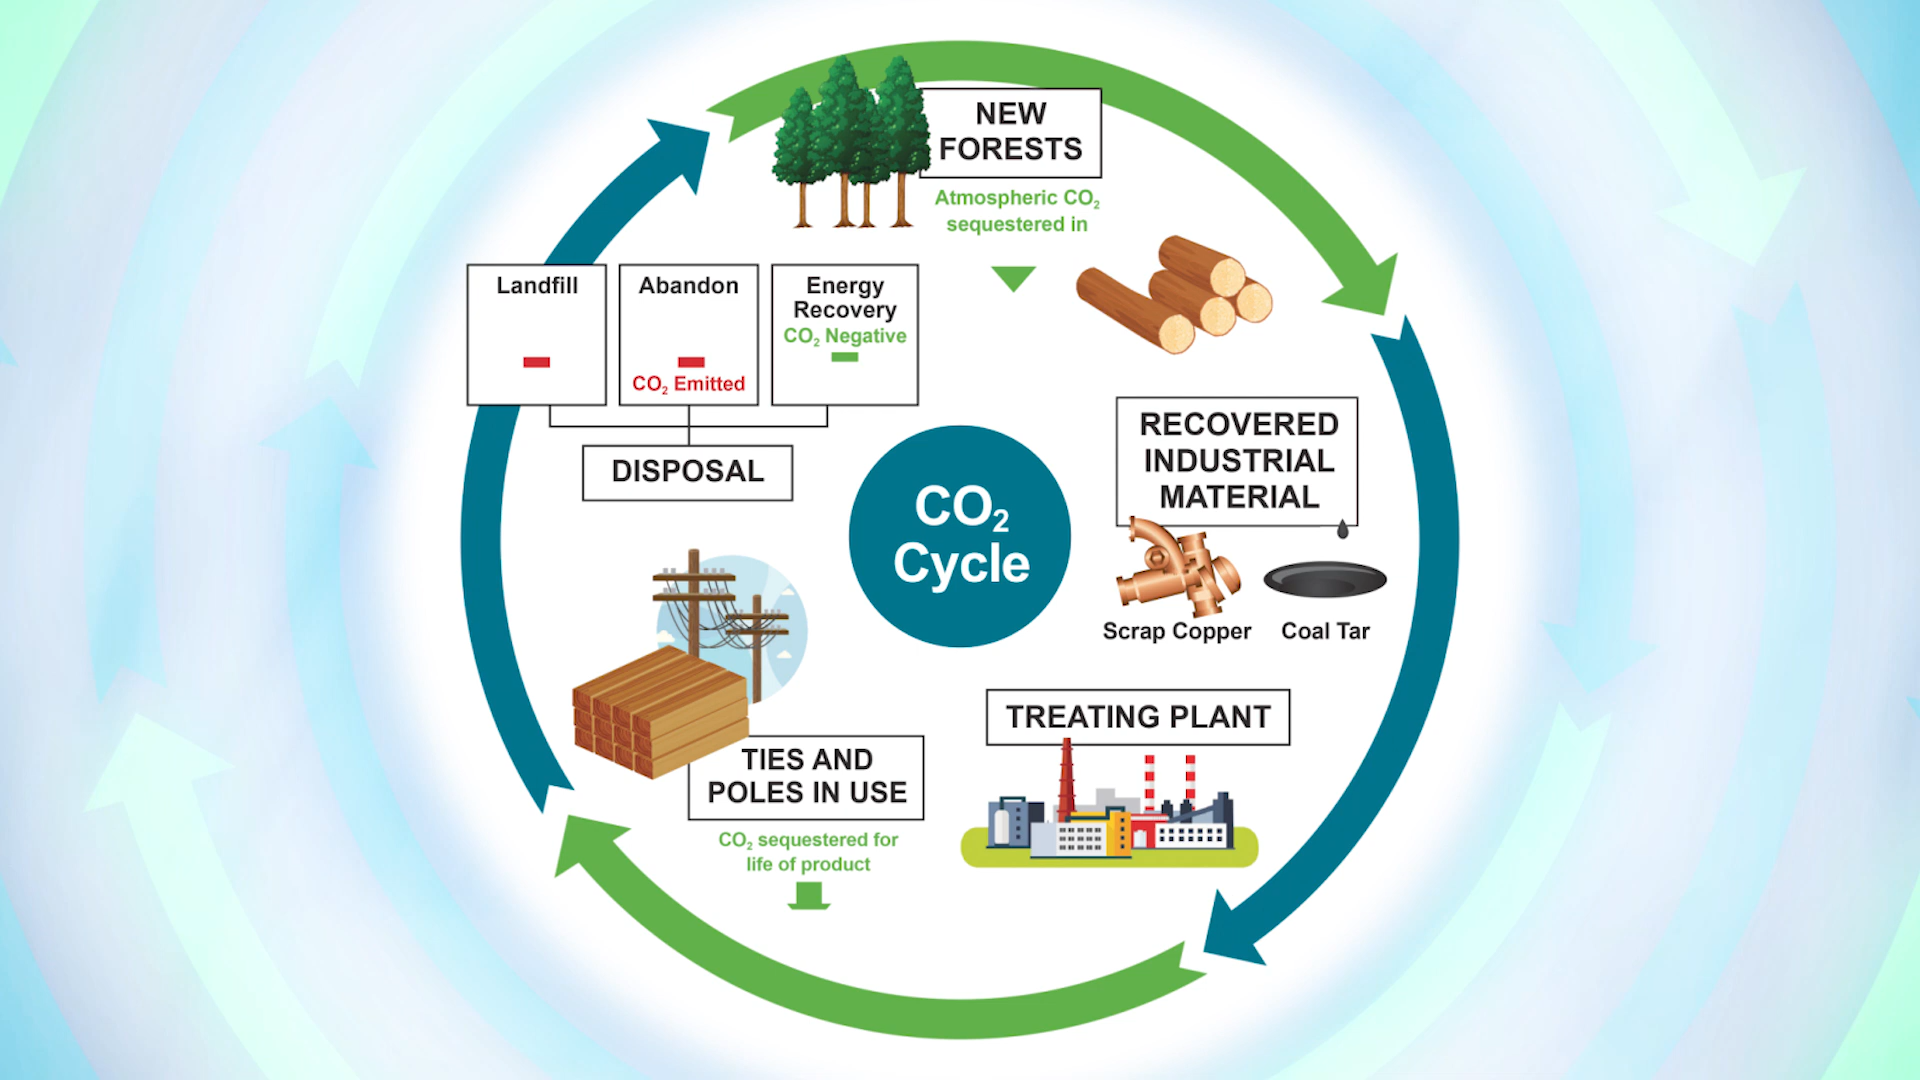 NEW
FORESTS
Atmospheric CO₂
sequestered in
Landfill
Abandon
CO₂ Emitted
Energy
Recovery
CO₂ Negative
DISPOSAL
CO₂
Cycle
RECOVERED
INDUSTRIAL
MATERIAL
Scrap Copper
Coal Tar
TREATING PLANT
TIES AND
POLES IN USE
CO₂ sequestered for
life of product